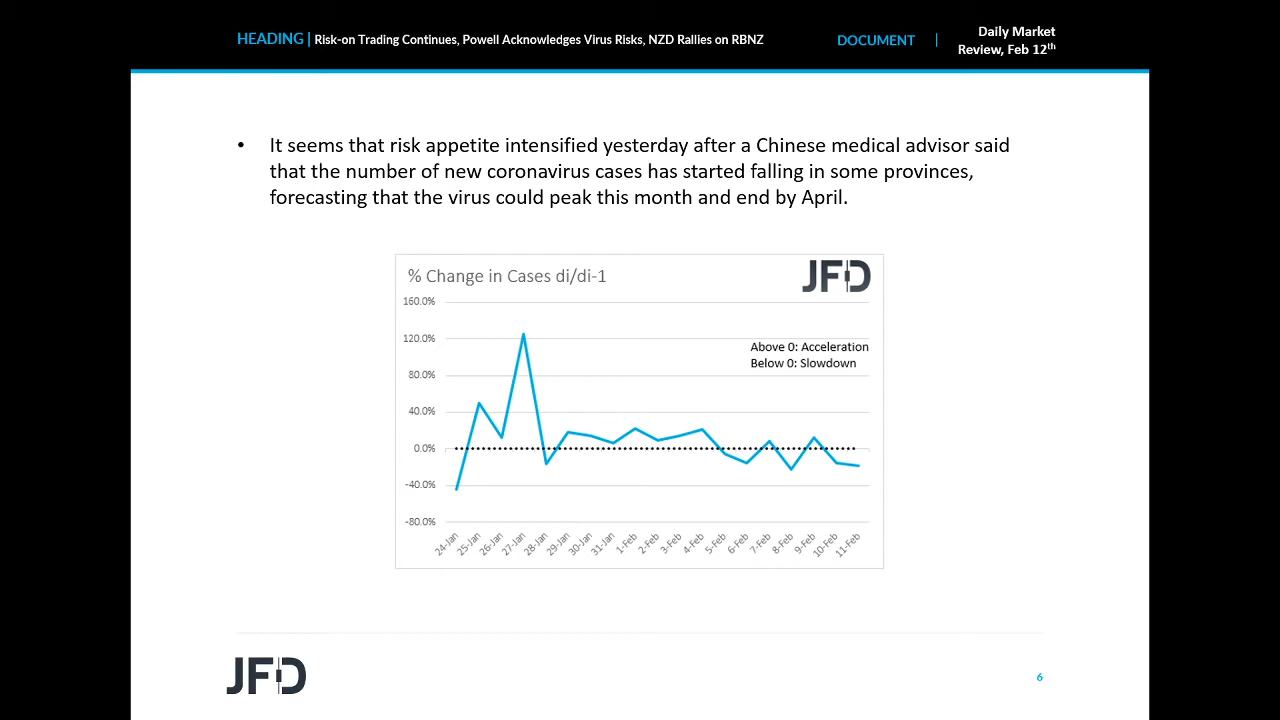 HEADING | Risk-on Trading Continues, Powell Acknowledges Virus Risks, NZD Rallies on RBNZ
DOCUMENT |
Daily Market
Review, Feb 12th
• It seems that risk appetite intensified yesterday after a Chinese medical advisor said
that the number of new coronavirus cases has started falling in some provinces,
forecasting that the virus could peak this month and end by April.
% Change in Cases di/di-1
JFD
160.0%
120.0%
80.0%
40.0%
0.0%
-40.0%
-80.0%
Above 0: Acceleration
Below 0: Slowdown
24-Jan
25-Jan
26-Jan
27-Jan
28-Jan
29-Jan
30-Jan
31-Jan
1-Feb
2-Feb
3-Feb
4-Feb
5-Feb
6-Feb
7-Feb
8-Feb
9-Feb
10-Feb
11-Feb
JFD
6